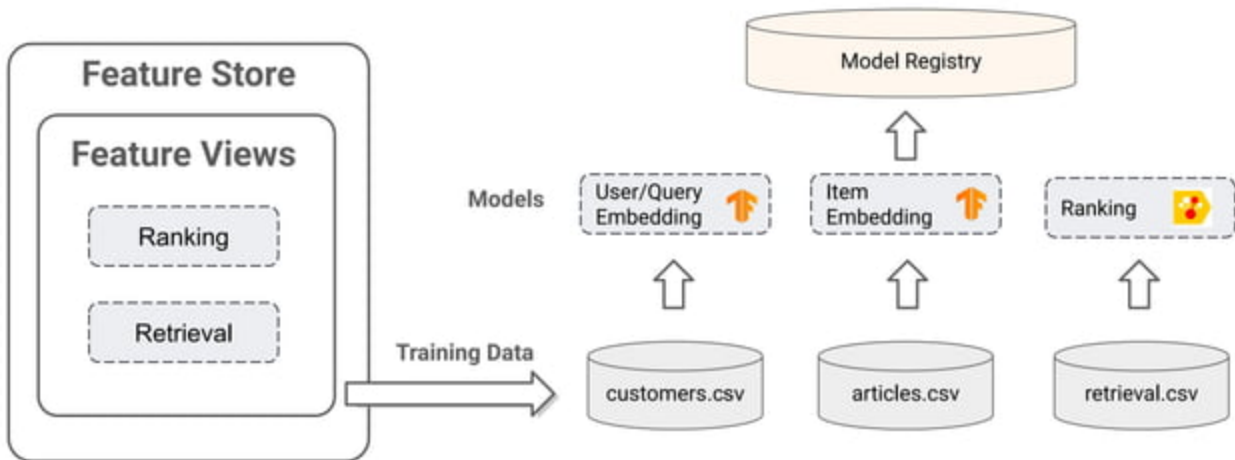 Feature Store
Feature Views
Ranking
Retrieval
Training Data
Models
Model Registry
User/Query
Embedding
Item
Embedding
Ranking
customers.csv
articles.csv
retrieval.csv